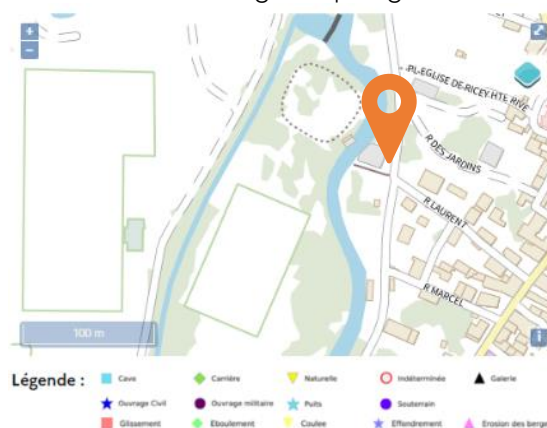 +
−
PL EGLISE DE RICEY HTE RIVE
R DES JARDINS
R LAURENT
R MARCEL
100 m
i
Légende :
Cave Carrière Naturelle Indéterminée Galerie
Ouvrage Civil Ouvrage militaire Puits Souterrain
Glissement Eboulement Coulee Effondrement Erosion des berges